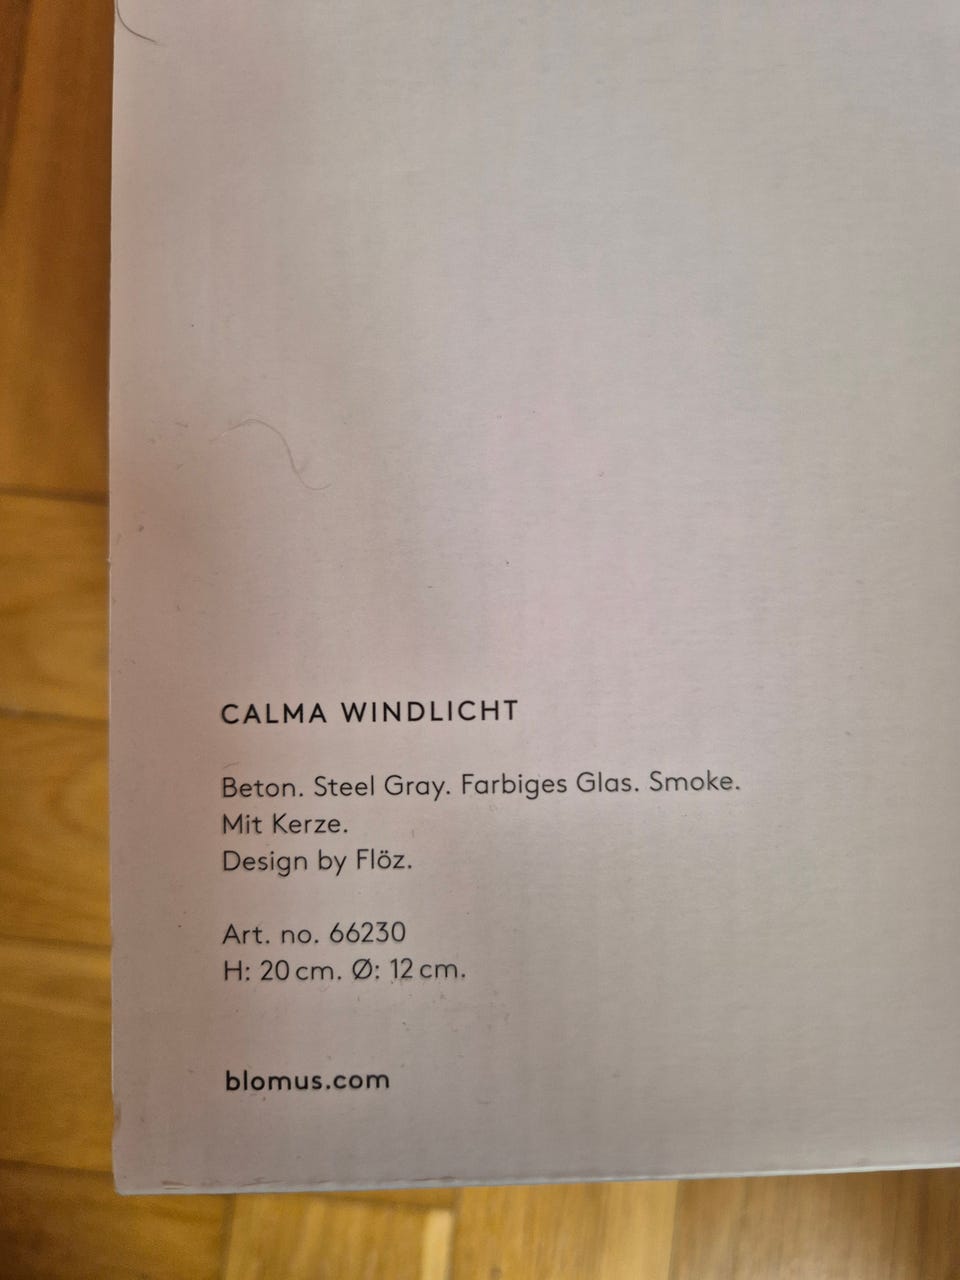 CALMA WINDLICHT
Beton. Steel Gray. Farbiges Glas. Smoke.
Mit Kerze.
Design by Flöz.
Art. no. 66230
H: 20 cm. Ø: 12 cm.
blomus.com